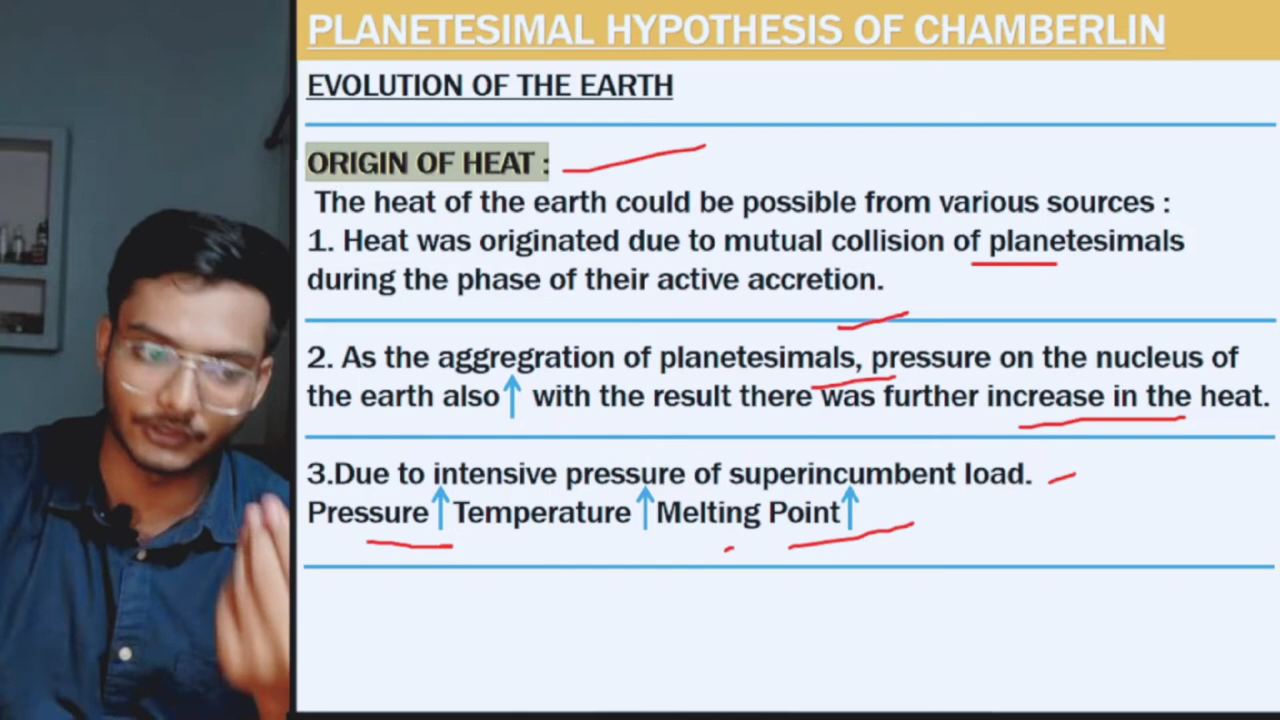 PLANETESIMAL HYPOTHESIS OF CHAMBERLIN
EVOLUTION OF THE EARTH
ORIGIN OF HEAT :
The heat of the earth could be possible from various sources :
1. Heat was originated due to mutual collision of planetesimals
during the phase of their active accretion.
2. As the aggregration of planetesimals, pressure on the nucleus of
the earth also↑ with the result there was further increase in the heat.
3.Due to intensive pressure of superincumbent load.
Pressure↑Temperature↑Melting Point↑